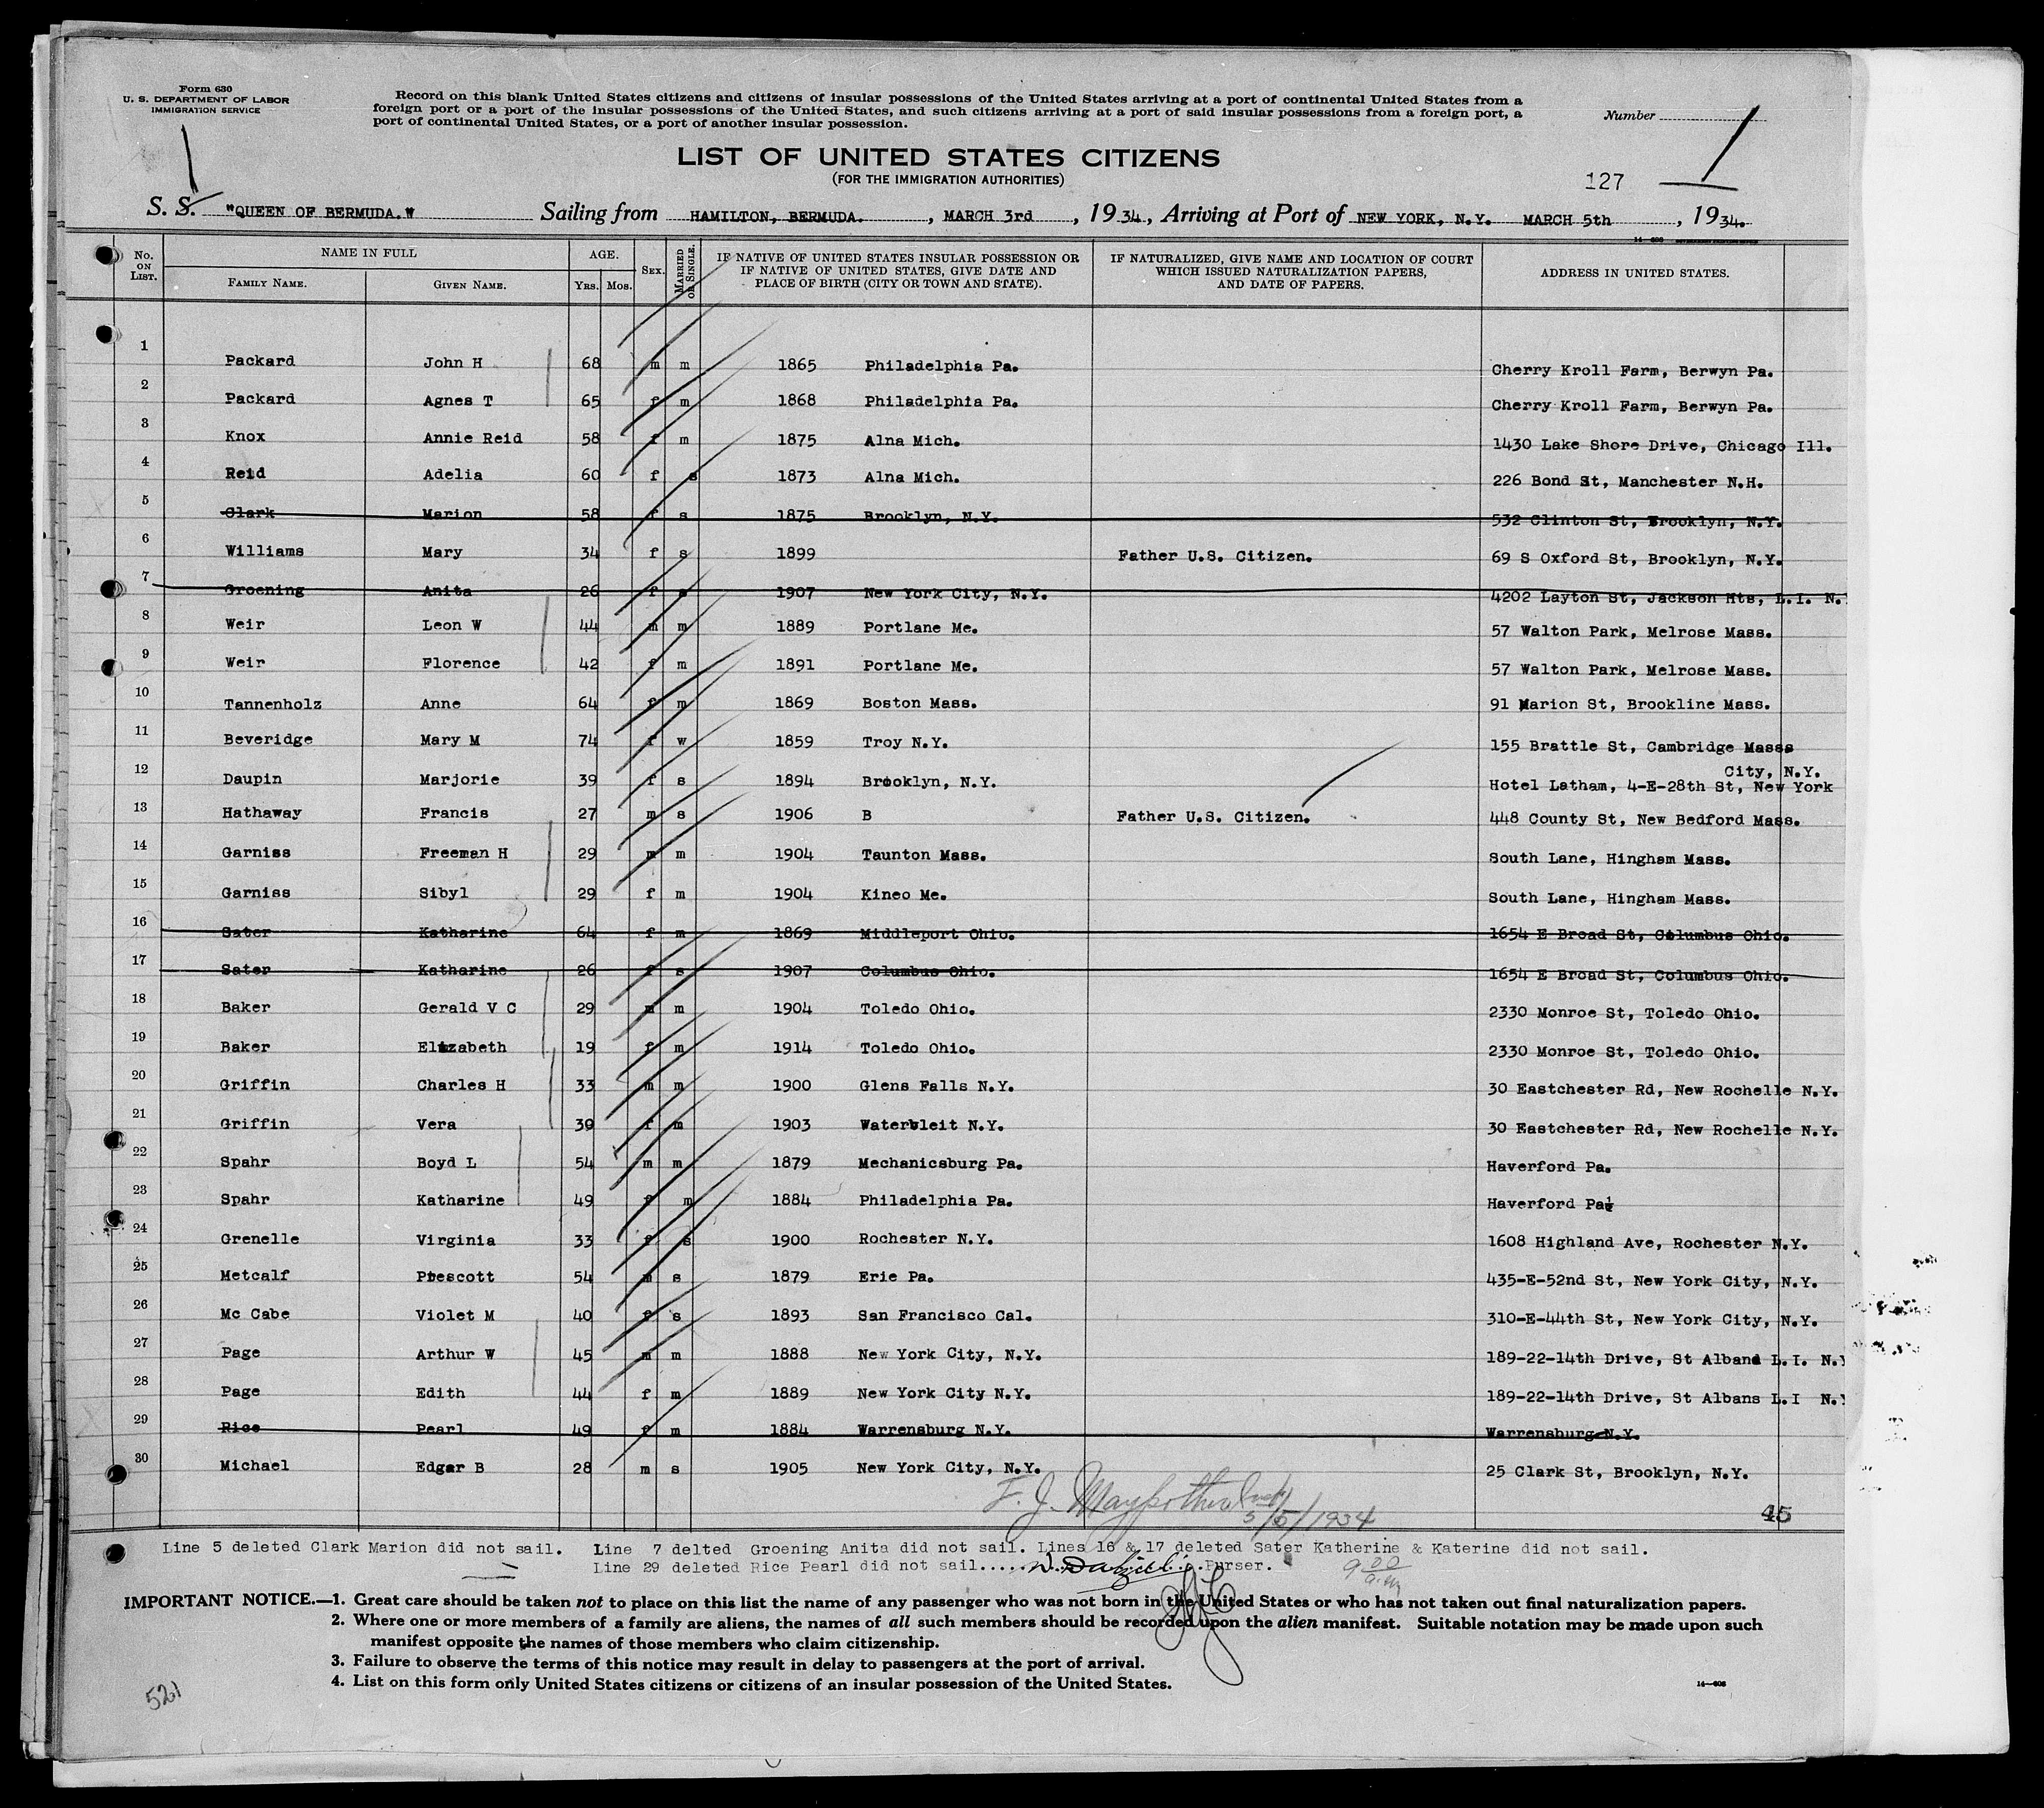 Form 630
U. S. DEPARTMENT OF LABOR
IMMIGRATION SERVICE
Record on this blank United States citizens and citizens of insular possessions of the United States arriving at a port of continental United States from a
foreign port or a port of the insular possessions of the United States, and such citizens arriving at a port of said insular possessions from a foreign port, a
port of continental United States, or a port of another insular possession.
Number 1
LIST OF UNITED STATES CITIZENS
(FOR THE IMMIGRATION AUTHORITIES)
127
S. S. "QUEEN OF BERMUDA." Sailing from HAMILTON, BERMUDA. , MARCH 3rd , 1934, Arriving at Port of NEW YORK, N.Y. MARCH 5th , 1934.
No. ON LIST. NAME IN FULL FAMILY NAME. GIVEN NAME. AGE. YRS. MOS. SEX. MARRIED OR SINGLE. IF NATIVE OF UNITED STATES INSULAR POSSESSION OR IF NATIVE OF UNITED STATES, GIVE DATE AND PLACE OF BIRTH (CITY OR TOWN AND STATE). IF NATURALIZED, GIVE NAME AND LOCATION OF COURT WHICH ISSUED NATURALIZATION PAPERS, AND DATE OF PAPERS. ADDRESS IN UNITED STATES.
1 Packard John H 68 m m 1865 Philadelphia Pa. Cherry Kroll Farm, Berwyn Pa.
2 Packard Agnes T 65 f m 1868 Philadelphia Pa. Cherry Kroll Farm, Berwyn Pa.
3 Knox Annie Reid 58 f m 1875 Alna Mich. 1430 Lake Shore Drive, Chicago Ill.
4 Reid Adelia 60 f s 1873 Alna Mich. 226 Bond St, Manchester N.H.
5 Clark Marion 58 f s 1875 Brooklyn, N.Y. 532 Clinton St, Brooklyn, N.Y.
6 Williams Mary 34 f s 1899 Father U.S. Citizen. 69 S Oxford St, Brooklyn, N.Y.
7 Groening Anita 26 f s 1907 New York City, N.Y. 4202 Layton St, Jackson Hts, L.I. N.
8 Weir Leon W 44 m m 1889 Portlane Me. 57 Walton Park, Melrose Mass.
9 Weir Florence 42 f m 1891 Portlane Me. 57 Walton Park, Melrose Mass.
10 Tannenholz Anne 64 f m 1869 Boston Mass. 91 Marion St, Brookline Mass.
11 Beveridge Mary M 74 f w 1859 Troy N.Y. 155 Brattle St, Cambridge Masss
12 Daupin Marjorie 39 f s 1894 Brooklyn, N.Y. Hotel Latham, 4-E-28th St, New York City, N.Y.
13 Hathaway Francis 27 m s 1906 B Father U.S. Citizen. 448 County St, New Bedford Mass.
14 Garniss Freeman H 29 m m 1904 Taunton Mass. South Lane, Hingham Mass.
15 Garniss Sibyl 29 f m 1904 Kineo Me. South Lane, Hingham Mass.
16 Sater Katharine 64 f m 1869 Middleport Ohio. 1654 E Broad St, Columbus Ohio.
17 Sater Katharine 26 f s 1907 Columbus Ohio. 1654 E Broad St, Columbus Ohio.
18 Baker Gerald V C 29 m m 1904 Toledo Ohio. 2330 Monroe St, Toledo Ohio.
19 Baker Elizabeth 19 f m 1914 Toledo Ohio. 2330 Monroe St, Toledo Ohio.
20 Griffin Charles H 33 m m 1900 Glens Falls N.Y. 30 Eastchester Rd, New Rochelle N.Y.
21 Griffin Vera 30 f m 1903 Watervleit N.Y. 30 Eastchester Rd, New Rochelle N.Y.
22 Spahr Boyd L 54 m m 1879 Mechanicsburg Pa. Haverford Pa.
23 Spahr Katharine 49 f m 1884 Philadelphia Pa. Haverford Pa.
24 Grenelle Virginia 33 f s 1900 Rochester N.Y. 1608 Highland Ave, Rochester N.Y.
25 Metcalf Prescott 54 m s 1879 Erie Pa. 435-E-52nd St, New York City, N.Y.
26 Mc Cabe Violet M 40 f s 1893 San Francisco Cal. 310-E-44th St, New York City, N.Y.
27 Page Arthur W 45 m m 1888 New York City, N.Y. 189-22-14th Drive, St Albans L.I. N.Y
28 Page Edith 44 f m 1889 New York City N.Y. 189-22-14th Drive, St Albans L.I N.Y
29 Rice Pearl 49 f m 1884 Warrensburg N.Y. Warrensburg N.Y.
30 Michael Edgar B 28 m s 1905 New York City, N.Y. 25 Clark St, Brooklyn, N.Y.
F. J. 3/5/1934
45
Line 5 deleted Clark Marion did not sail. Line 7 delted Groening Anita did not sail. Lines 16 & 17 deleted Sater Katherine & Katerine did not sail.
Line 29 deleted Rice Pearl did not sail..... Purser.
9 00 a.m
IMPORTANT NOTICE.—1. Great care should be taken not to place on this list the name of any passenger who was not born in the United States or who has not taken out final naturalization papers.
2. Where one or more members of a family are aliens, the names of all such members should be recorded upon the alien manifest. Suitable notation may be made upon such
manifest opposite the names of those members who claim citizenship.
3. Failure to observe the terms of this notice may result in delay to passengers at the port of arrival.
4. List on this form only United States citizens or citizens of an insular possession of the United States.
521
14—608